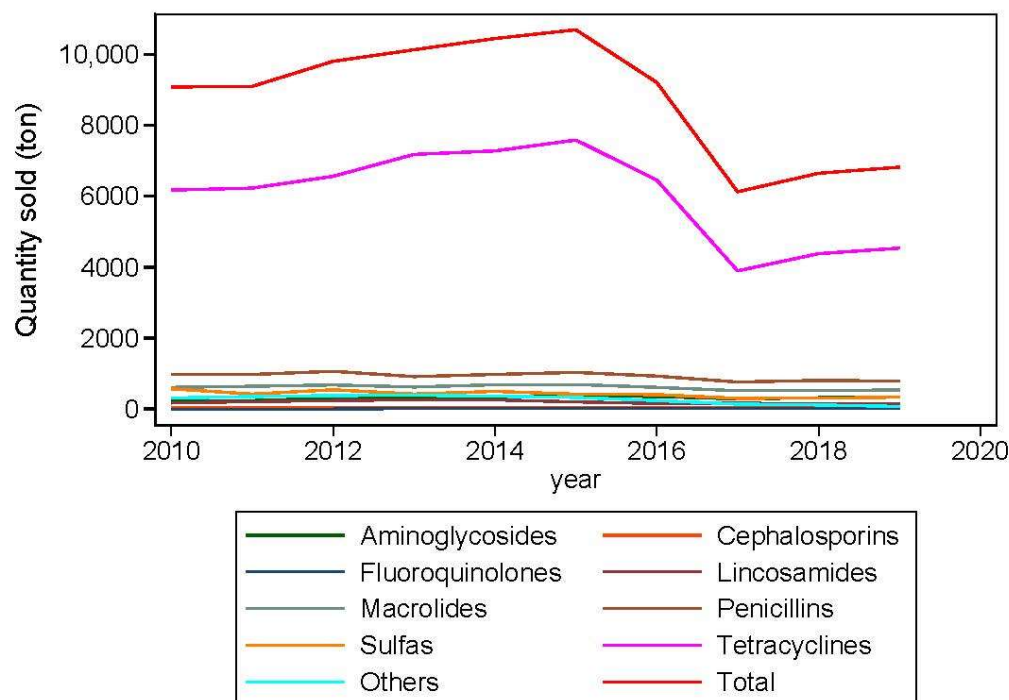 10,000
8000
6000
4000
2000
0
Quantity sold (ton)
2010 2012 2014 2016 2018 2020
year
Aminoglycosides Cephalosporins
Fluoroquinolones Lincosamides
Macrolides Penicillins
Sulfas Tetracyclines
Others Total